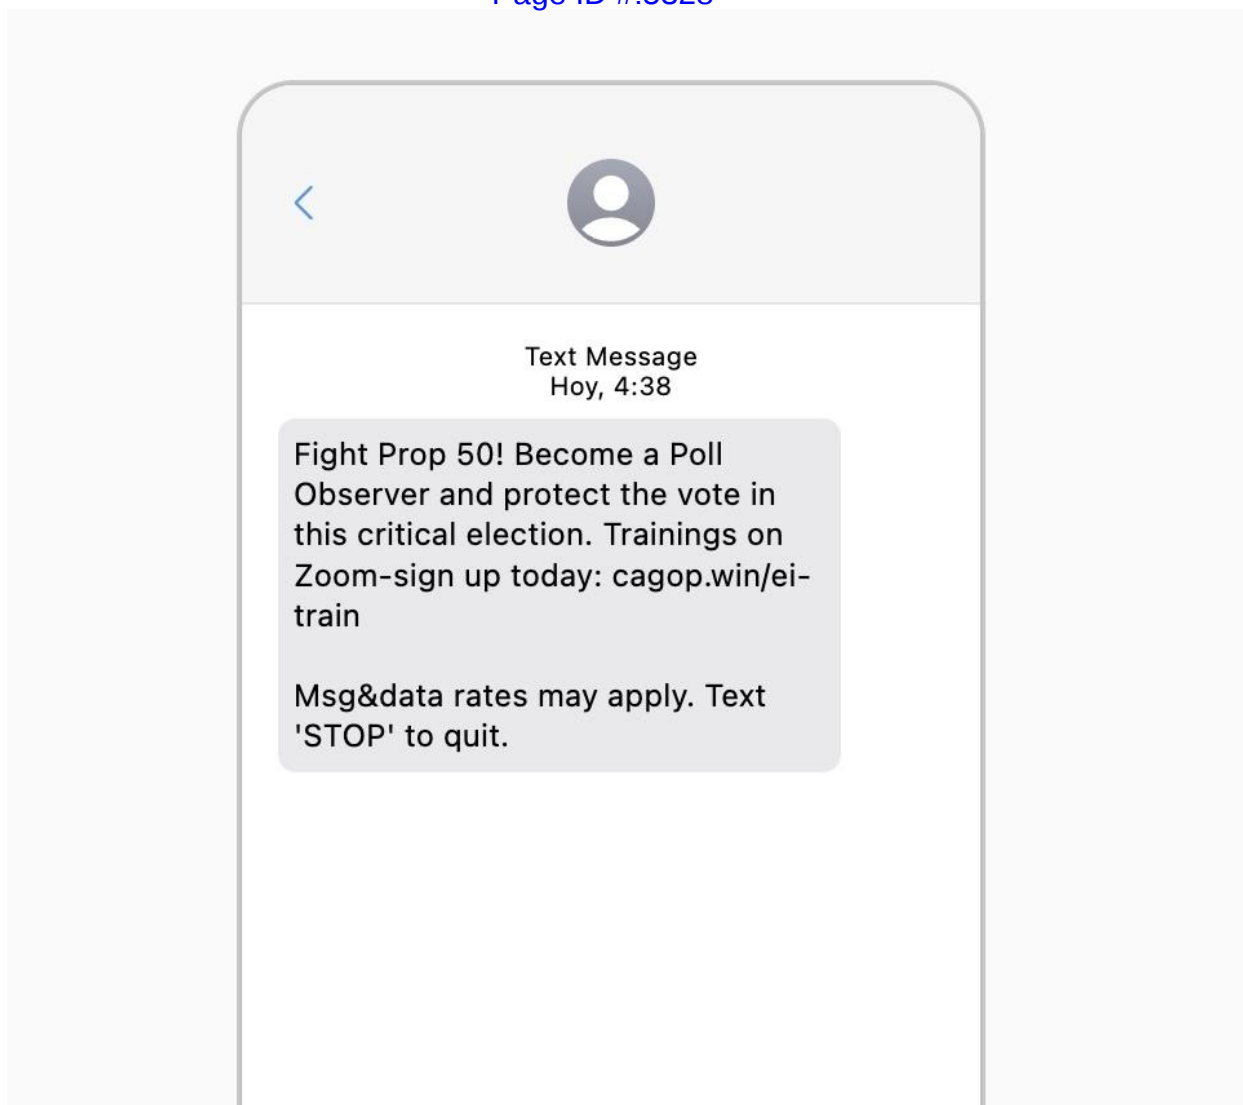 Text Message
Hoy, 4:38
Fight Prop 50! Become a Poll
Observer and protect the vote in
this critical election. Trainings on
Zoom-sign up today: cagop.win/ei-
train
Msg&data rates may apply. Text
'STOP' to quit.